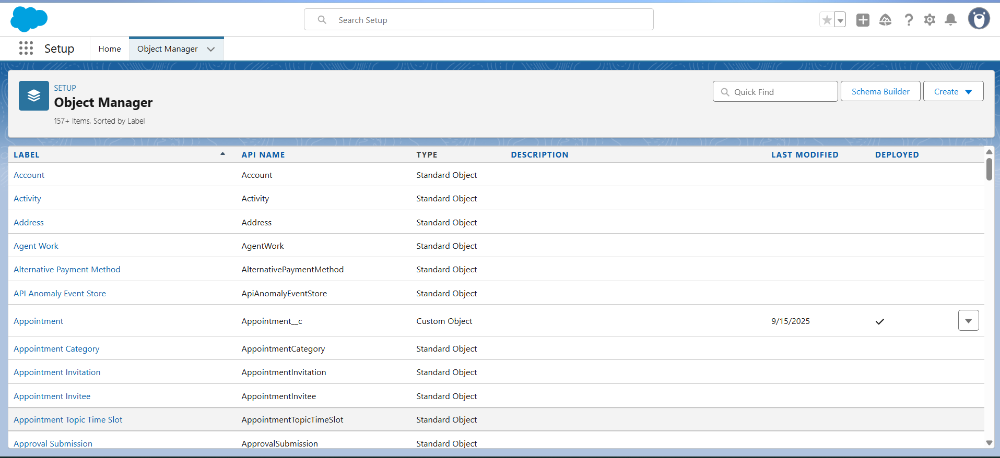 Search Setup
Setup Home Object Manager
SETUP
Object Manager
157+ Items, Sorted by Label
Quick Find Schema Builder Create
LABEL API NAME TYPE DESCRIPTION LAST MODIFIED DEPLOYED
Account Account Standard Object
Activity Activity Standard Object
Address Address Standard Object
Agent Work AgentWork Standard Object
Alternative Payment Method AlternativePaymentMethod Standard Object
API Anomaly Event Store ApiAnomalyEventStore Standard Object
Appointment Appointment__c Custom Object 9/15/2025
Appointment Category AppointmentCategory Standard Object
Appointment Invitation AppointmentInvitation Standard Object
Appointment Invitee AppointmentInvitee Standard Object
Appointment Topic Time Slot AppointmentTopicTimeSlot Standard Object
Approval Submission ApprovalSubmission Standard Object